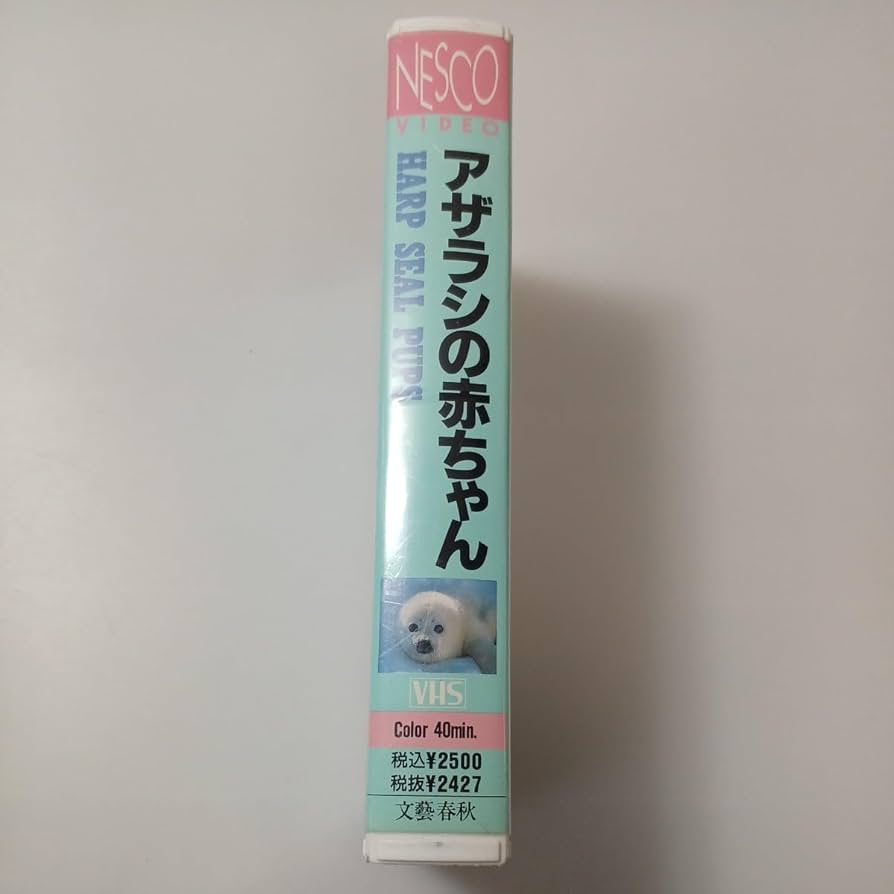 NESCO
VIDEO
アザラシの赤ちゃん
HARP SEAL PUPS
VHS
Color 40min.
税込¥2500
税抜¥2427
文藝春秋